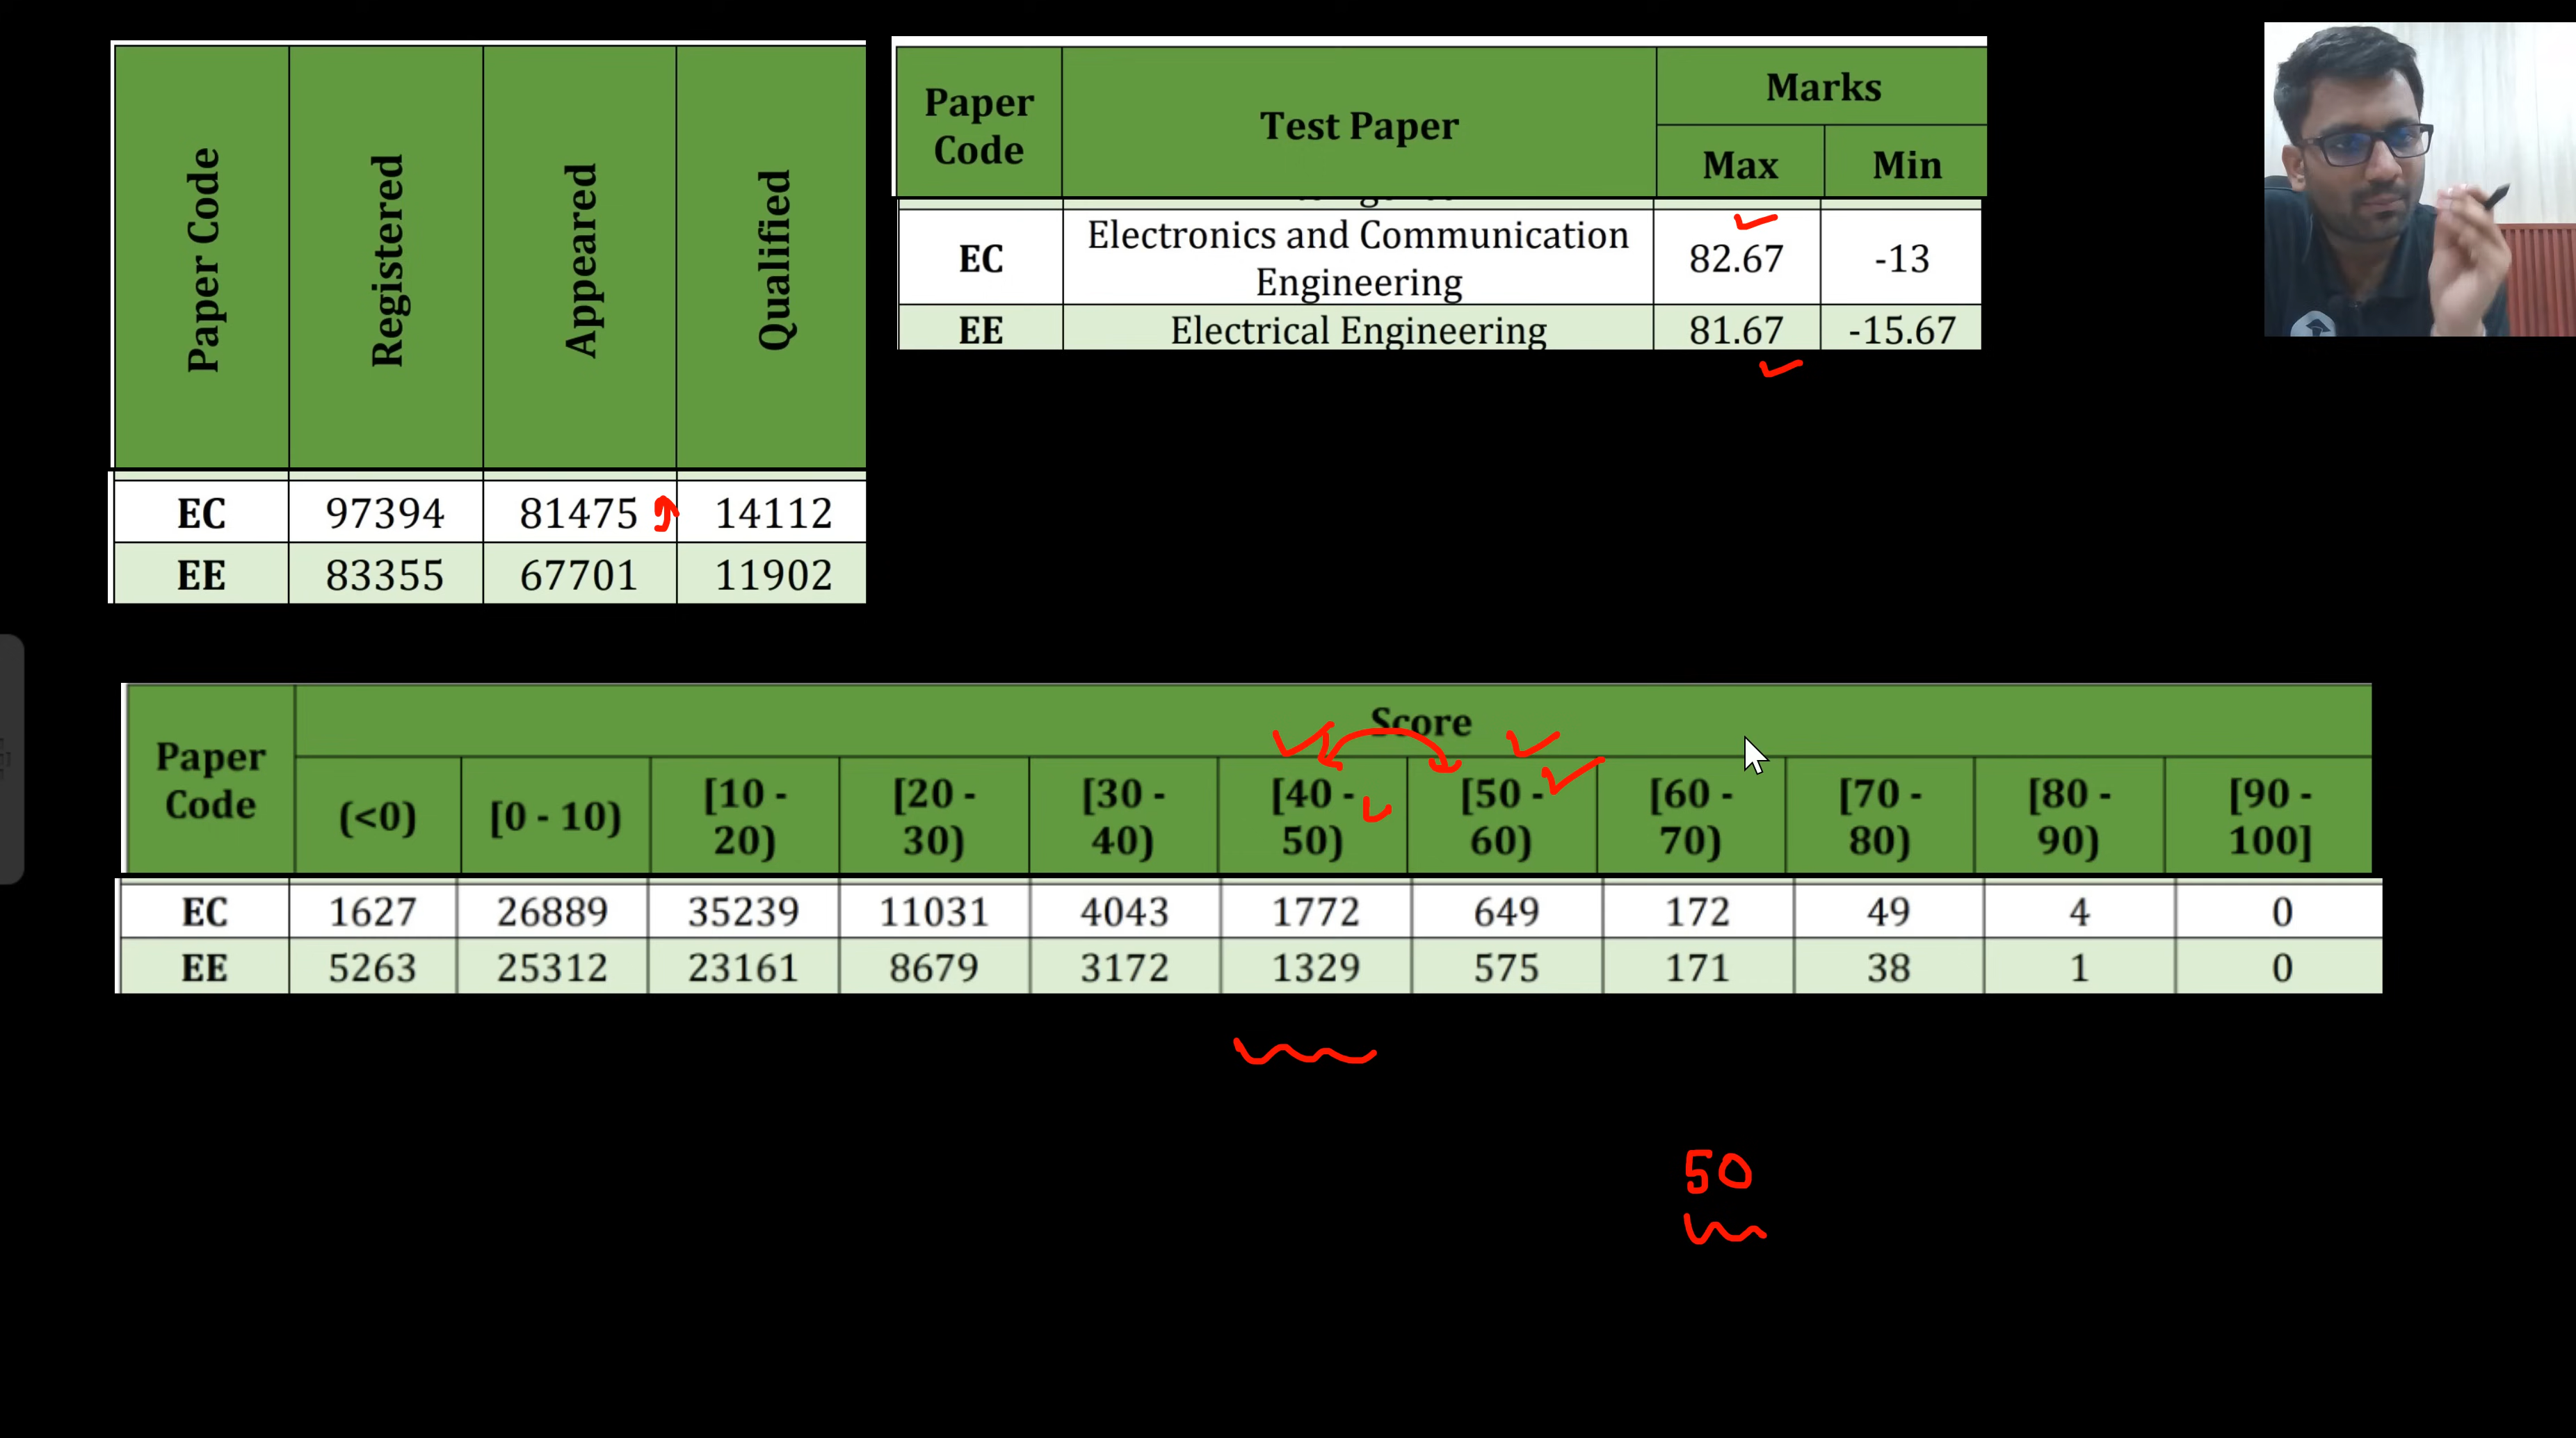 Paper Code Registered Appeared Qualified
EC 97394 81475 14112
EE 83355 67701 11902
Paper Code Test Paper Marks
Max Min
EC Electronics and Communication Engineering 82.67 -13
EE Electrical Engineering 81.67 -15.67
Paper Code Score
(<0) [0 - 10) [10 - 20) [20 - 30) [30 - 40) [40 - 50) [50 - 60) [60 - 70) [70 - 80) [80 - 90) [90 - 100]
EC 1627 26889 35239 11031 4043 1772 649 172 49 4 0
EE 5263 25312 23161 8679 3172 1329 575 171 38 1 0
50